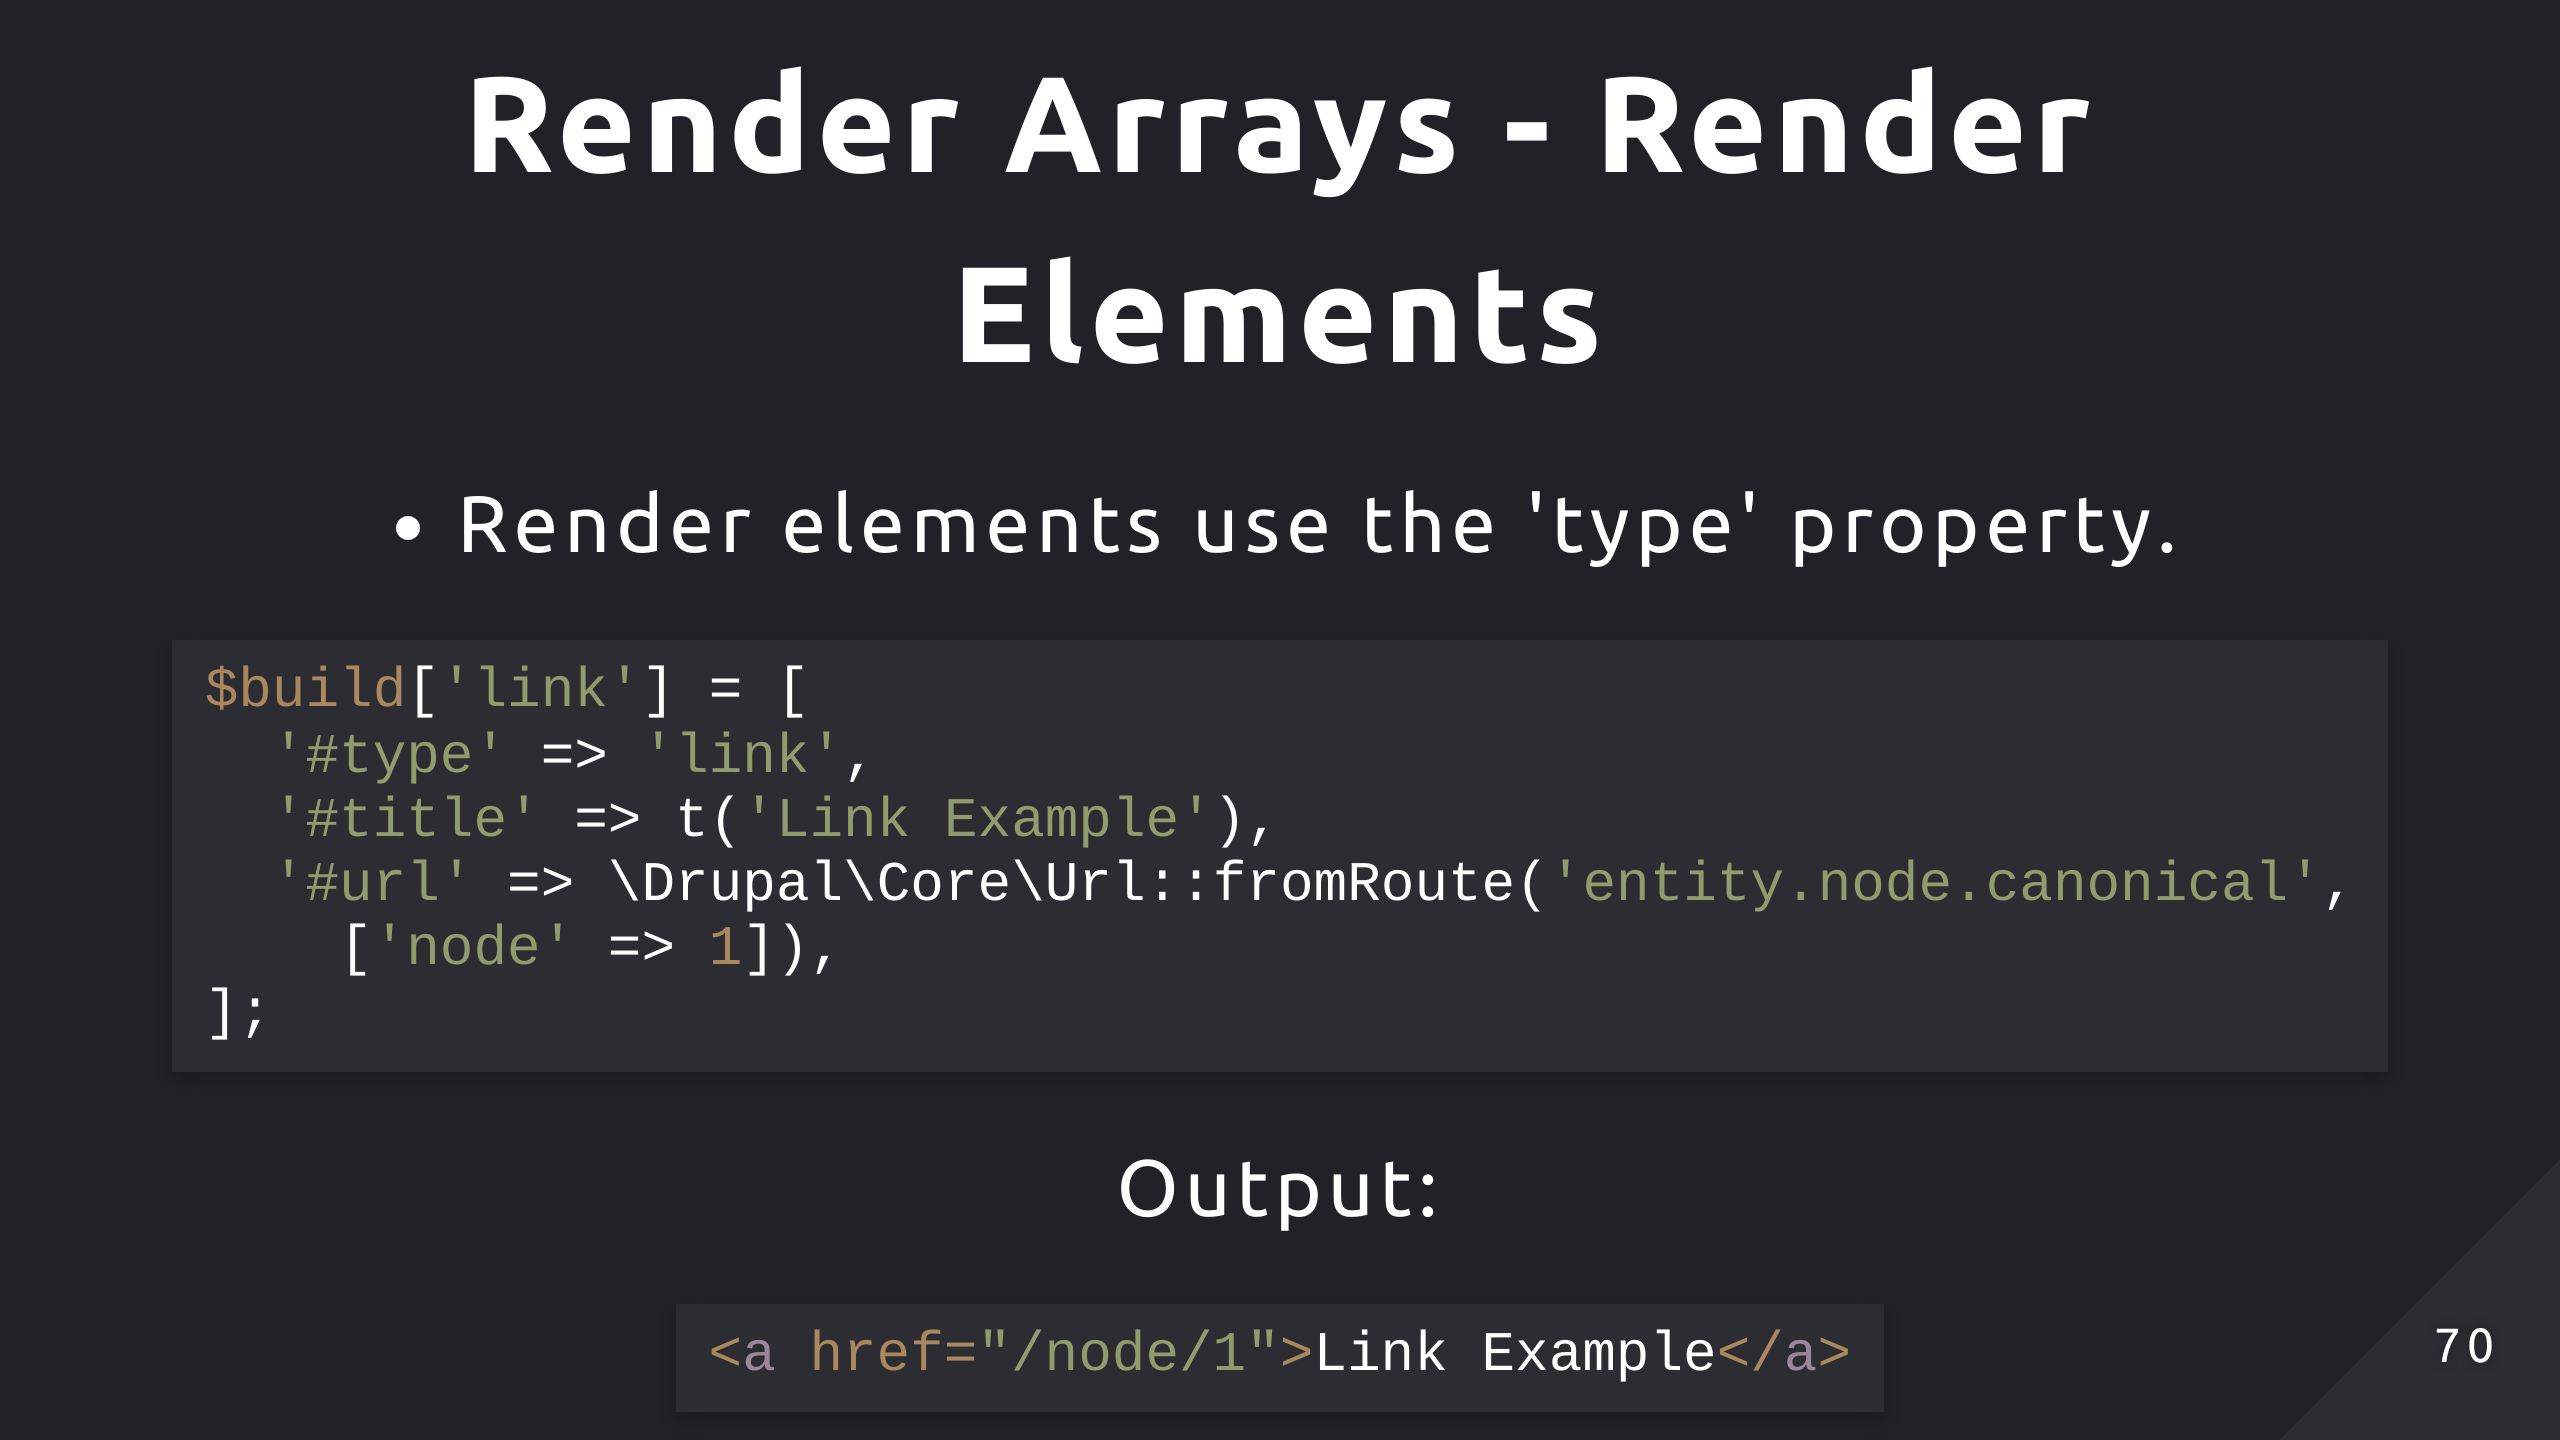 Render Arrays - Render
Elements
• Render elements use the 'type' property.
$build['link'] = [
  '#type' => 'link',
  '#title' => t('Link Example'),
  '#url' => \Drupal\Core\Url::fromRoute('entity.node.canonical',
    ['node' => 1]),
];
Output:
<a href="/node/1">Link Example</a>
70